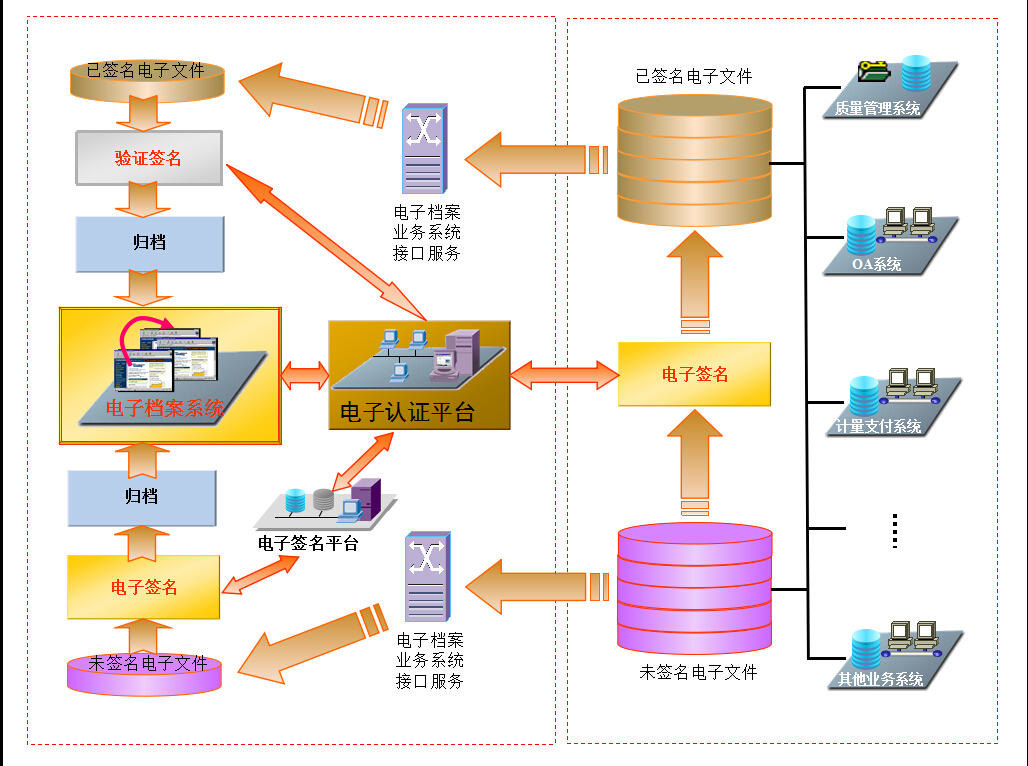 已签名电子文件
验证签名
归档
电子档案系统
归档
电子签名
未签名电子文件
电子档案
业务系统
接口服务
电子认证平台
电子签名平台
电子档案
业务系统
接口服务
已签名电子文件
电子签名
未签名电子文件
质量管理系统
OA系统
计量支付系统
其他业务系统